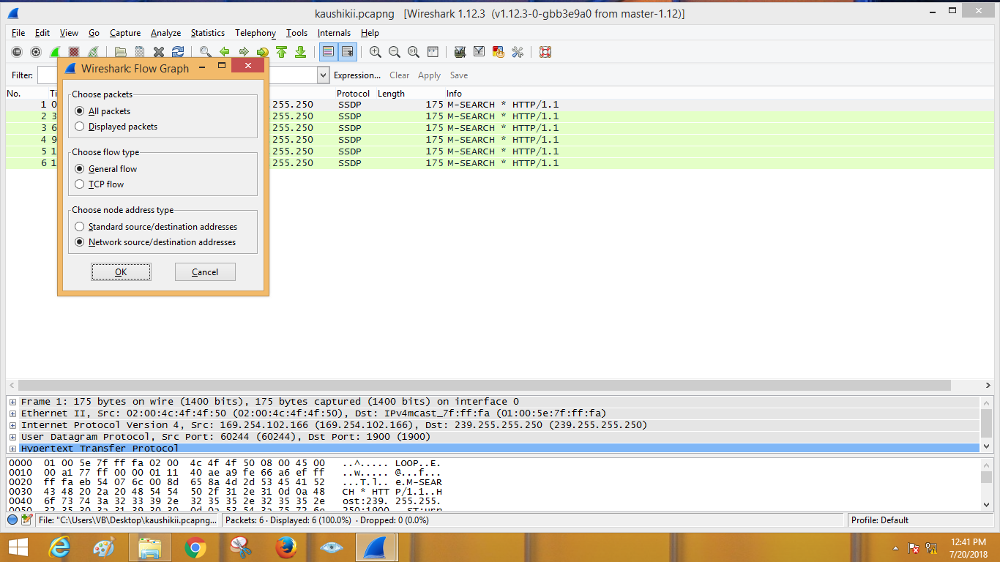 kaushikii.pcapng [Wireshark 1.12.3 (v1.12.3-0-gbb3e9a0 from master-1.12)]
File Edit View Go Capture Analyze Statistics Telephony Tools Internals Help
Filter: Expression... Clear Apply Save
Wireshark: Flow Graph
Choose packets
All packets
Displayed packets
Choose flow type
General flow
TCP flow
Choose node address type
Standard source/destination addresses
Network source/destination addresses
OK Cancel
No. Ti Protocol Length Info
1 0 255.250 SSDP 175 M-SEARCH * HTTP/1.1
2 3 255.250 SSDP 175 M-SEARCH * HTTP/1.1
3 6 255.250 SSDP 175 M-SEARCH * HTTP/1.1
4 9 255.250 SSDP 175 M-SEARCH * HTTP/1.1
5 1 255.250 SSDP 175 M-SEARCH * HTTP/1.1
6 1 255.250 SSDP 175 M-SEARCH * HTTP/1.1
Frame 1: 175 bytes on wire (1400 bits), 175 bytes captured (1400 bits) on interface 0
Ethernet II, Src: 02:00:4c:4f:4f:50 (02:00:4c:4f:4f:50), Dst: IPv4mcast_7f:ff:fa (01:00:5e:7f:ff:fa)
Internet Protocol Version 4, Src: 169.254.102.166 (169.254.102.166), Dst: 239.255.255.250 (239.255.255.250)
User Datagram Protocol, Src Port: 60244 (60244), Dst Port: 1900 (1900)
Hypertext Transfer Protocol
0000 01 00 5e 7f ff fa 02 00 4c 4f 4f 50 08 00 45 00 ..^..... LOOP..E.
0010 00 a1 77 ff 00 00 01 11 40 ae a9 fe 66 a6 ef ff ..w..... @...f...
0020 ff fa eb 54 07 6c 00 8d 65 8a 4d 2d 53 45 41 52 ...T.l.. e.M-SEAR
0030 43 48 20 2a 20 48 54 54 50 2f 31 2e 31 0d 0a 48 CH * HTT P/1.1..H
0040 6f 73 74 3a 32 33 39 2e 32 35 35 2e 32 35 35 2e ost:239. 255.255.
0050 32 35 30 3a 31 39 30 30 0d 0a 53 54 3a 75 72 6e 250:1900 ..ST:urn
File: "C:\Users\VB\Desktop\kaushikii.pcapng... Packets: 6 · Displayed: 6 (100.0%) · Dropped: 0 (0.0%) Profile: Default
12:41 PM
7/20/2018